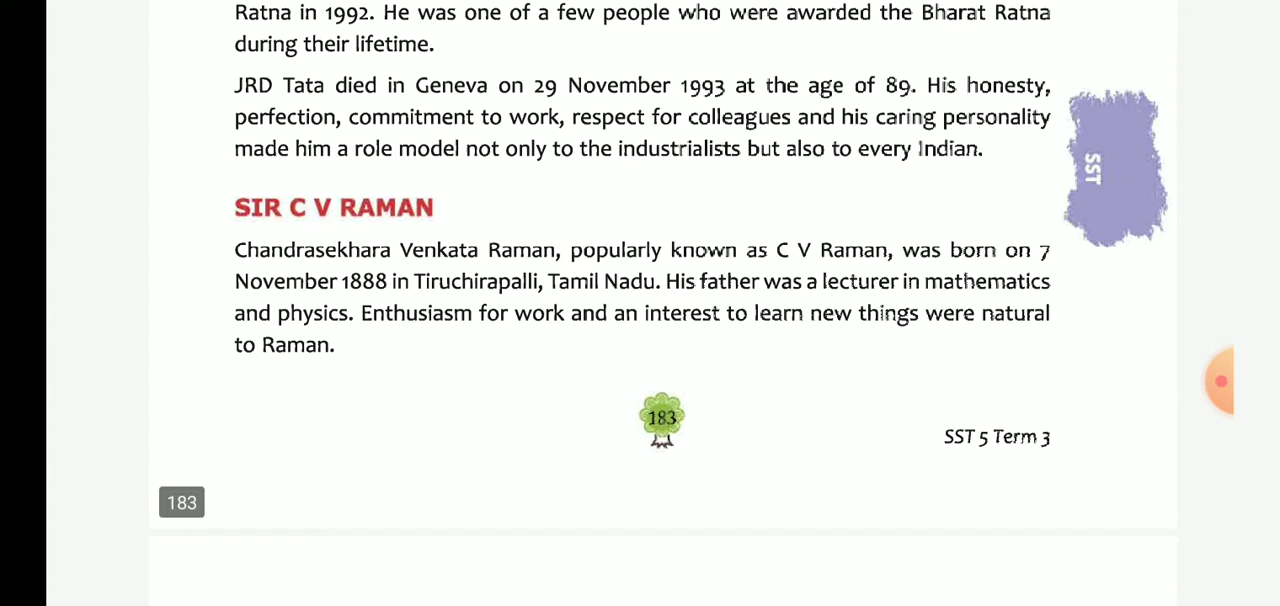 Ratna in 1992. He was one of a few people who were awarded the Bharat Ratna
during their lifetime.
JRD Tata died in Geneva on 29 November 1993 at the age of 89. His honesty,
perfection, commitment to work, respect for colleagues and his caring personality
made him a role model not only to the industrialists but also to every Indian.
SST
SIR C V RAMAN
Chandrasekhara Venkata Raman, popularly known as C V Raman, was born on 7
November 1888 in Tiruchirapalli, Tamil Nadu. His father was a lecturer in mathematics
and physics. Enthusiasm for work and an interest to learn new things were natural
to Raman.
183
SST 5 Term 3
183